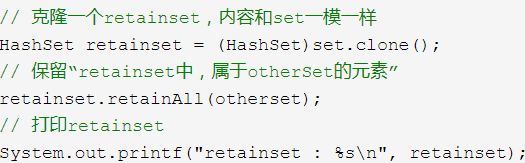 // 克隆一个retainset，内容和set一模一样
HashSet retainset = (HashSet)set.clone();
// 保留“retainset中，属于otherSet的元素”
retainset.retainAll(otherset);
// 打印retainset
System.out.printf("retainset : %s\n", retainset);